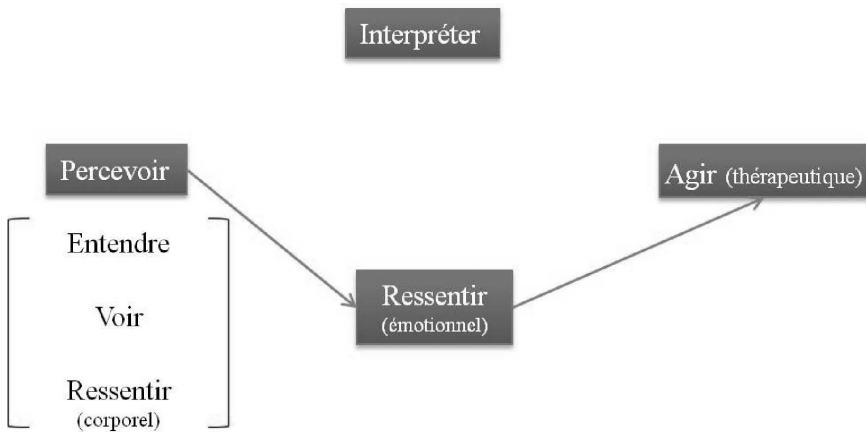 Interpréter
Percevoir
Agir (thérapeutique)
Entendre
Voir
Ressentir
(corporel)
Ressentir
(émotionnel)